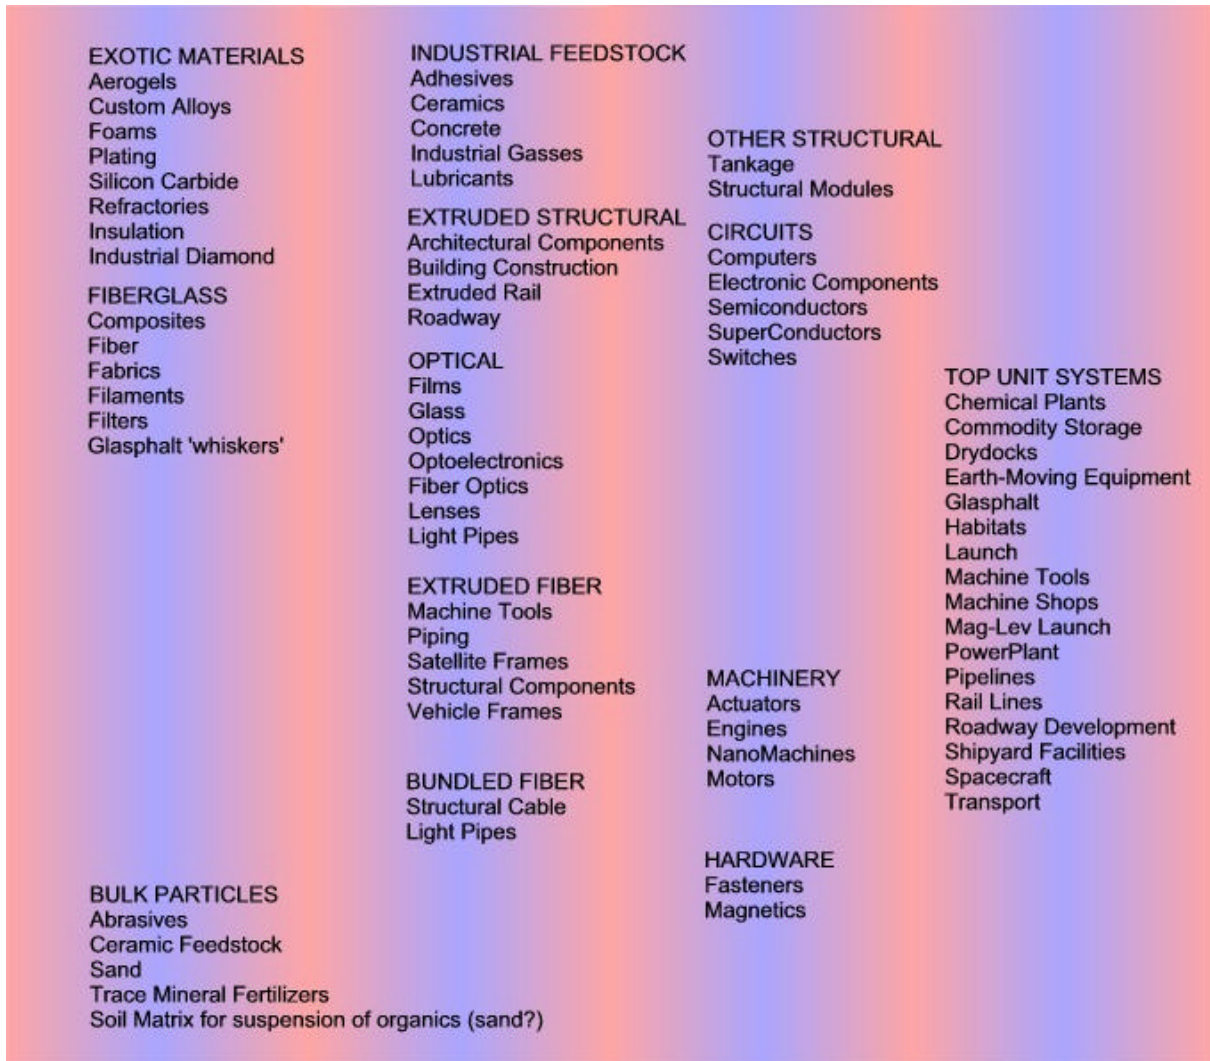 EXOTIC MATERIALS
Aerogels
Custom Alloys
Foams
Plating
Silicon Carbide
Refractories
Insulation
Industrial Diamond
FIBERGLASS
Composites
Fiber
Fabrics
Filaments
Filters
Glasphalt 'whiskers'
BULK PARTICLES
Abrasives
Ceramic Feedstock
Sand
Trace Mineral Fertilizers
Soil Matrix for suspension of organics (sand?)
INDUSTRIAL FEEDSTOCK
Adhesives
Ceramics
Concrete
Industrial Gasses
Lubricants
EXTRUDED STRUCTURAL
Architectural Components
Building Construction
Extruded Rail
Roadway
OPTICAL
Films
Glass
Optics
Optoelectronics
Fiber Optics
Lenses
Light Pipes
EXTRUDED FIBER
Machine Tools
Piping
Satellite Frames
Structural Components
Vehicle Frames
BUNDLED FIBER
Structural Cable
Light Pipes
OTHER STRUCTURAL
Tankage
Structural Modules
CIRCUITS
Computers
Electronic Components
Semiconductors
SuperConductors
Switches
MACHINERY
Actuators
Engines
NanoMachines
Motors
HARDWARE
Fasteners
Magnetics
TOP UNIT SYSTEMS
Chemical Plants
Commodity Storage
Drydocks
Earth-Moving Equipment
Glasphalt
Habitats
Launch
Machine Tools
Machine Shops
Mag-Lev Launch
PowerPlant
Pipelines
Rail Lines
Roadway Development
Shipyard Facilities
Spacecraft
Transport